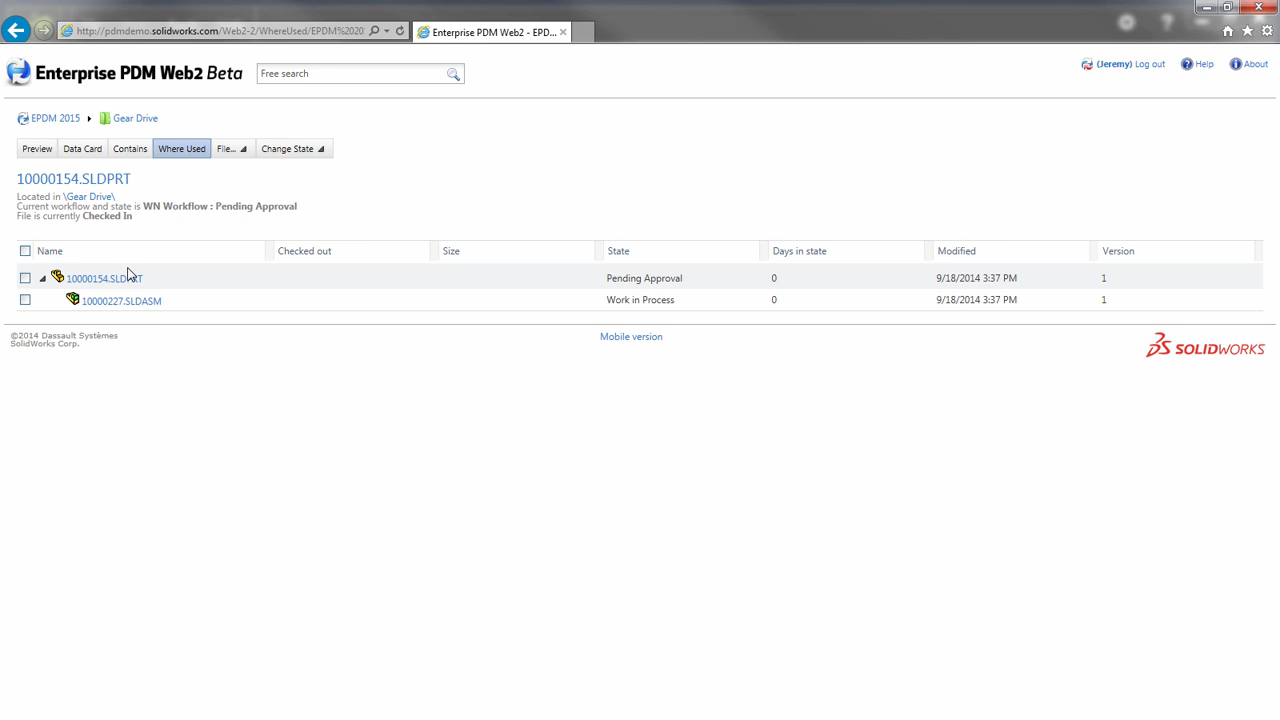 http://pdmdemo.solidworks.com/Web2-2/WhereUsed/EPDM%2020
Enterprise PDM Web2 - EPD...
Enterprise PDM Web2 Beta
Free search
(Jeremy) Log out
Help
About
EPDM 2015
Gear Drive
Preview
Data Card
Contains
Where Used
File...
Change State
10000154.SLDPRT
Located in \Gear Drive\
Current workflow and state is WN Workflow : Pending Approval
File is currently Checked In
Name Checked out Size State Days in state Modified Version
10000154.SLDPRT Pending Approval 0 9/18/2014 3:37 PM 1
10000227.SLDASM Work in Process 0 9/18/2014 3:37 PM 1
©2014 Dassault Systèmes
SolidWorks Corp.
Mobile version
SOLIDWORKS